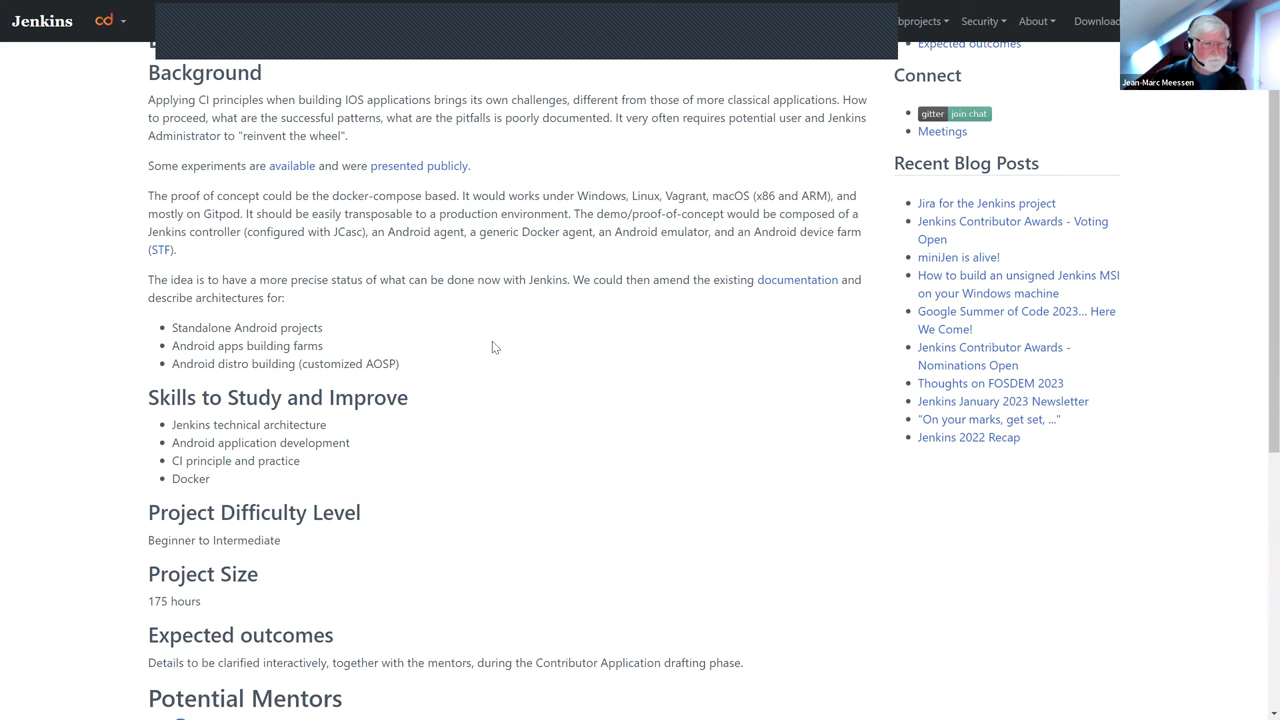 Jenkins
cd
bprojects
Security
About
Download
Jean-Marc Meessen
Background
Applying CI principles when building IOS applications brings its own challenges, different from those of more classical applications. How
to proceed, what are the successful patterns, what are the pitfalls is poorly documented. It very often requires potential user and Jenkins
Administrator to "reinvent the wheel".
Some experiments are available and were presented publicly.
The proof of concept could be the docker-compose based. It would works under Windows, Linux, Vagrant, macOS (x86 and ARM), and
mostly on Gitpod. It should be easily transposable to a production environment. The demo/proof-of-concept would be composed of a
Jenkins controller (configured with JCasc), an Android agent, a generic Docker agent, an Android emulator, and an Android device farm
(STF).
The idea is to have a more precise status of what can be done now with Jenkins. We could then amend the existing documentation and
describe architectures for:
Standalone Android projects
Android apps building farms
Android distro building (customized AOSP)
Skills to Study and Improve
Jenkins technical architecture
Android application development
CI principle and practice
Docker
Project Difficulty Level
Beginner to Intermediate
Project Size
175 hours
Expected outcomes
Details to be clarified interactively, together with the mentors, during the Contributor Application drafting phase.
Potential Mentors
Expected outcomes
Connect
gitter join chat
Meetings
Recent Blog Posts
Jira for the Jenkins project
Jenkins Contributor Awards - Voting
Open
miniJen is alive!
How to build an unsigned Jenkins MSI
on your Windows machine
Google Summer of Code 2023... Here
We Come!
Jenkins Contributor Awards -
Nominations Open
Thoughts on FOSDEM 2023
Jenkins January 2023 Newsletter
"On your marks, get set, ..."
Jenkins 2022 Recap